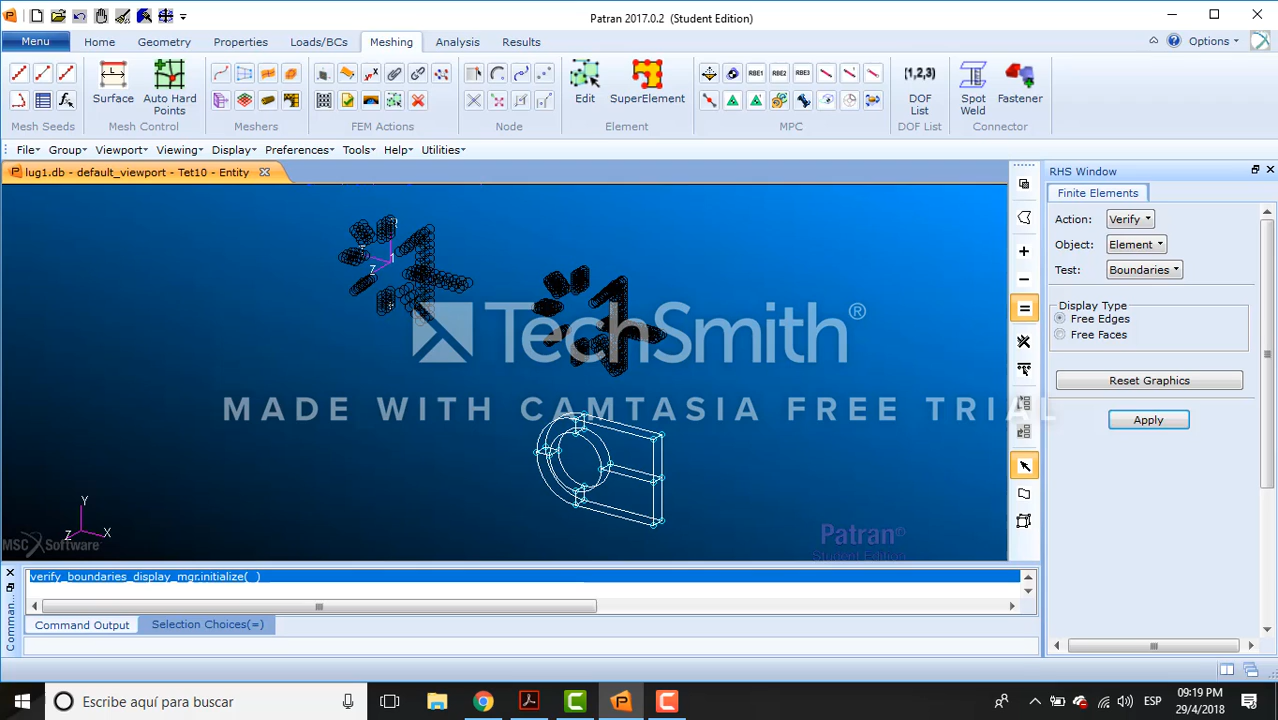 Patran 2017.0.2 (Student Edition)
Menu Home Geometry Properties Loads/BCs Meshing Analysis Results Options
RBE1 RBE2 RBE3
Surface Auto Hard Points Edit SuperElement DOF List Spot Weld Fastener
Mesh Seeds Mesh Control Meshers FEM Actions Node Element MPC DOF List Connector
File Group Viewport Viewing Display Preferences Tools Help Utilities
lug1.db - default_viewport - Tet10 - Entity
RHS Window
Finite Elements
Action: Verify
Object: Element
Test: Boundaries
Display Type
Free Edges
Free Faces
Reset Graphics
Apply
Z
1
TechSmith®
MADE WITH CAMTASIA FREE TRIAL
Y
Z X
MSC Software
Patran®
Student Edition
verify_boundaries_display_mgr.initialize( )
Comman...
Command Output Selection Choices(=)
Escribe aquí para buscar
ESP
09:19 PM
29/4/2018